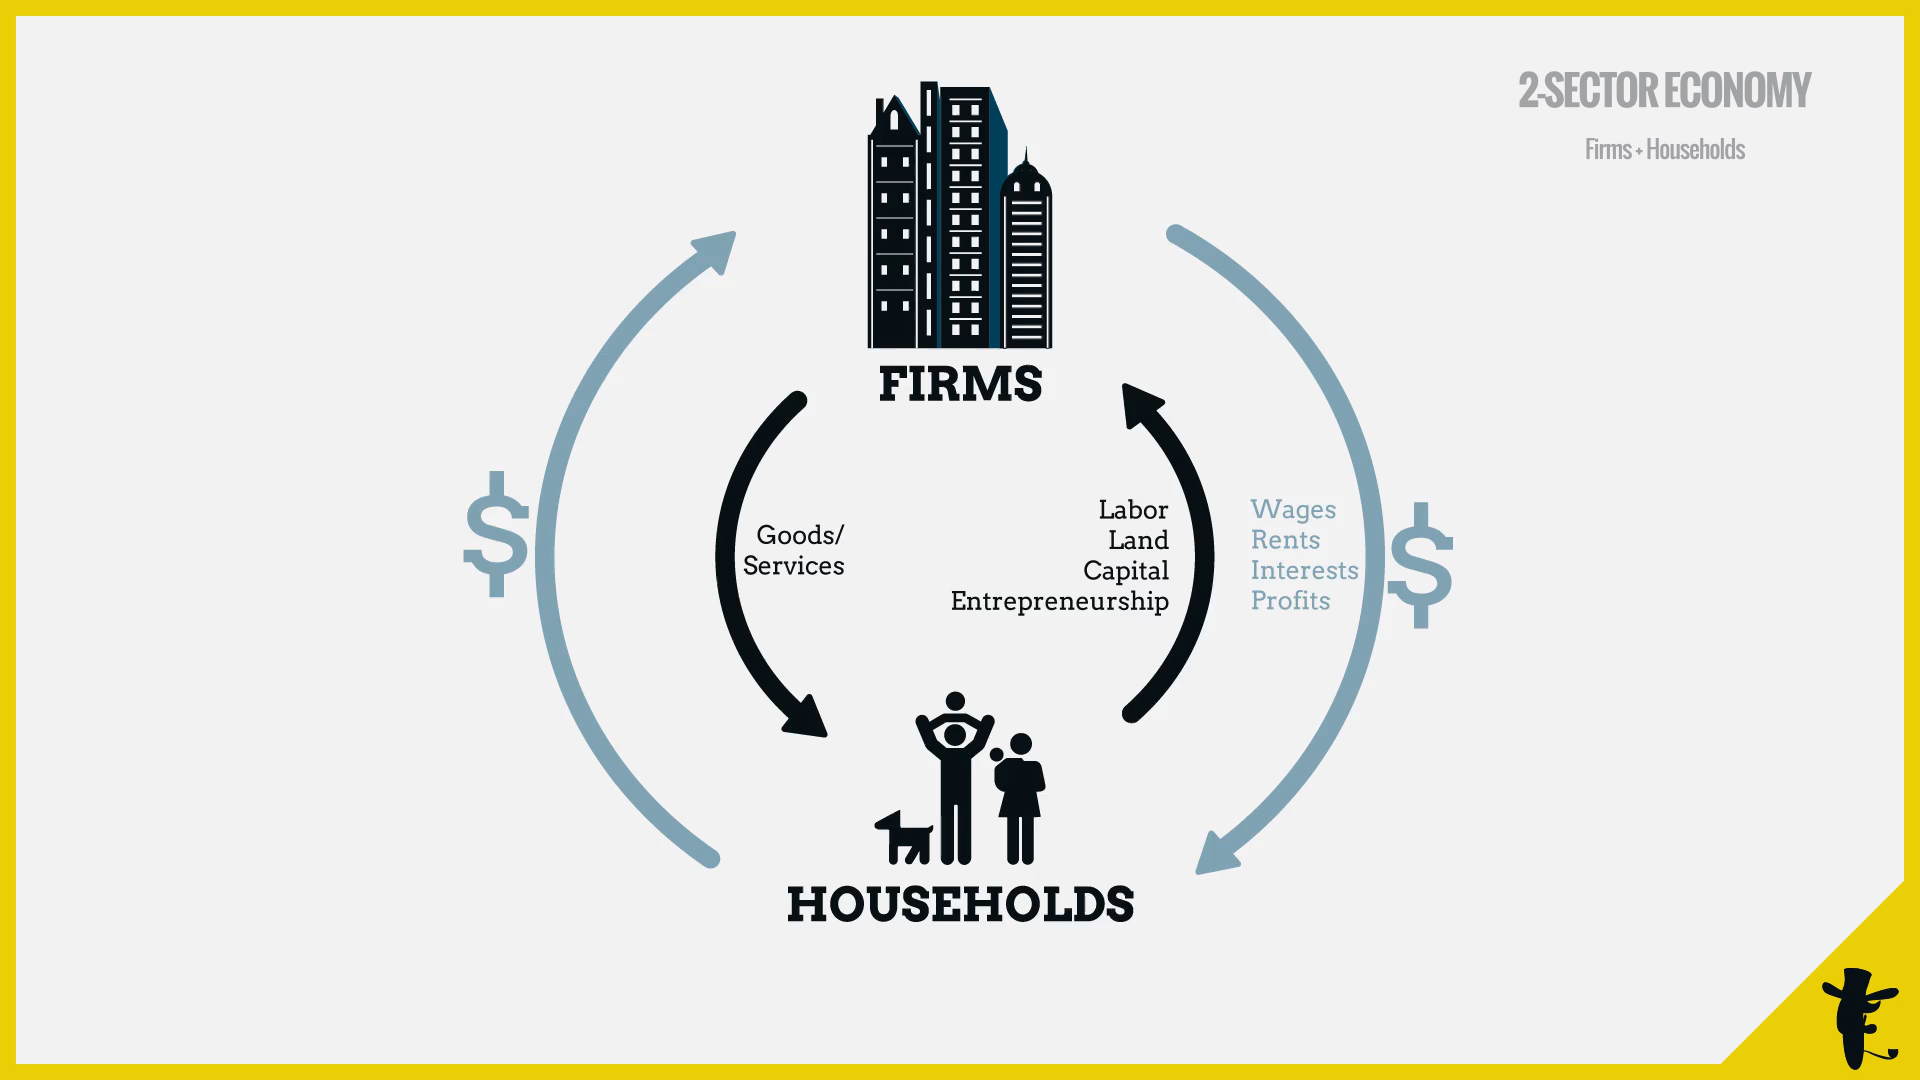 2-SECTOR ECONOMY
Firms + Households
FIRMS
$
Goods/
Services
Labor
Land
Capital
Entrepreneurship
Wages
Rents
Interests
Profits
$
HOUSEHOLDS